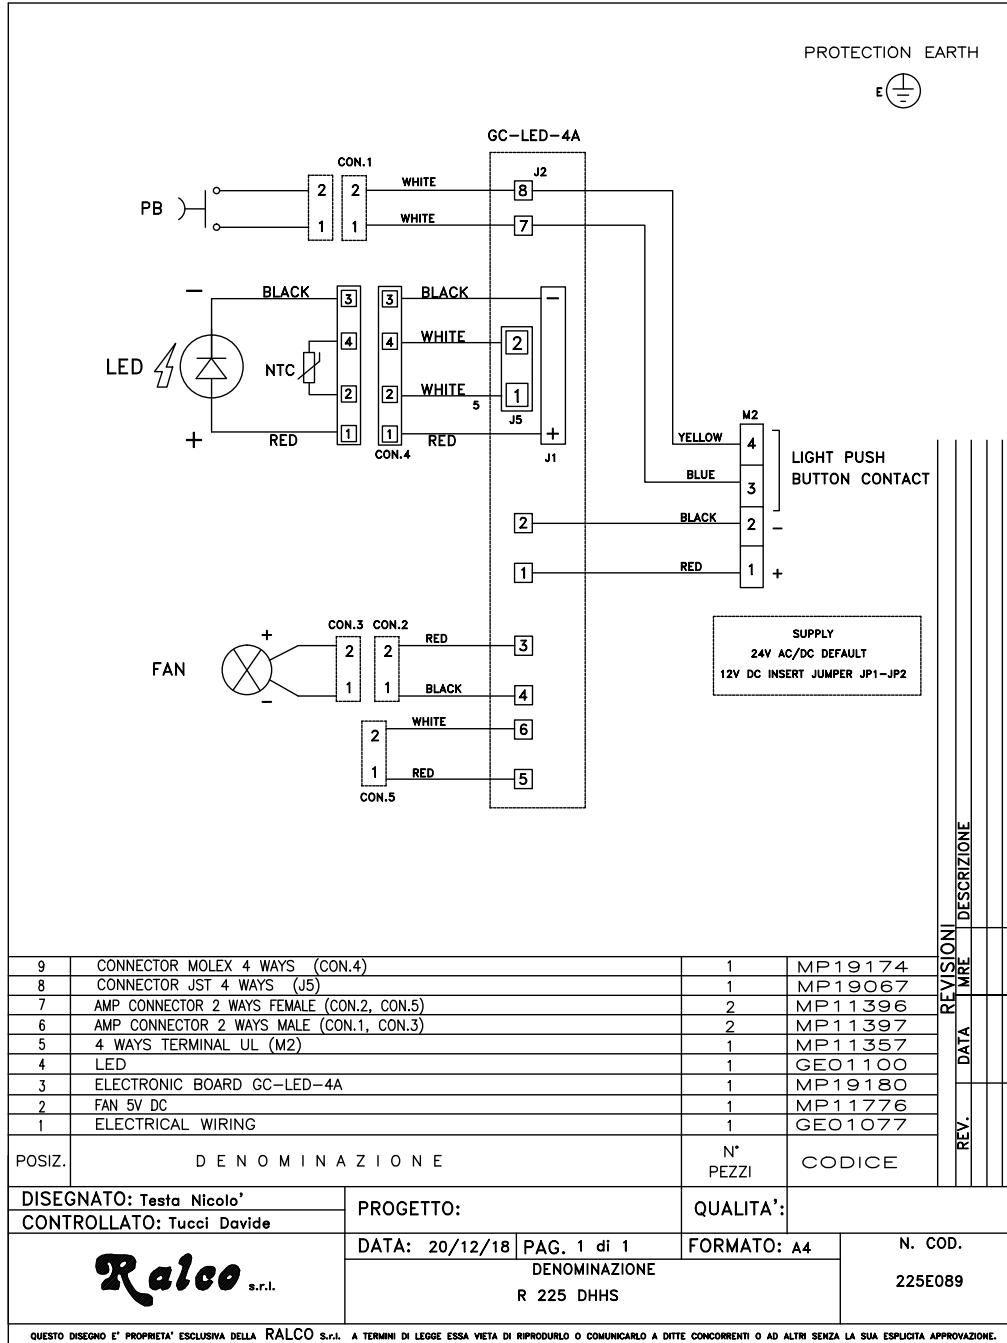 PROTECTION EARTH
E
GC-LED-4A
CON.1
J2
PB
2 2 WHITE 8
1 1 WHITE 7
− BLACK 3 3 BLACK −
4 4 WHITE 2
LED NTC
2 2 WHITE 1
5
J5
+ RED 1 1 RED +
CON.4
J1
M2
YELLOW 4
BLUE 3
LIGHT PUSH
BUTTON CONTACT
2 BLACK 2 −
1 RED 1 +
SUPPLY
24V AC/DC DEFAULT
12V DC INSERT JUMPER JP1-JP2
CON.3 CON.2
FAN
+ 2 2 RED 3
− 1 1 BLACK 4
2 WHITE 6
1 RED 5
CON.5
REVISIONI
REV. DATA MRE DESCRIZIONE
9 CONNECTOR MOLEX 4 WAYS (CON.4) 1 MP19174
8 CONNECTOR JST 4 WAYS (J5) 1 MP19067
7 AMP CONNECTOR 2 WAYS FEMALE (CON.2, CON.5) 2 MP11396
6 AMP CONNECTOR 2 WAYS MALE (CON.1, CON.3) 2 MP11397
5 4 WAYS TERMINAL UL (M2) 1 MP11357
4 LED 1 GE01100
3 ELECTRONIC BOARD GC-LED-4A 1 MP19180
2 FAN 5V DC 1 MP11776
1 ELECTRICAL WIRING 1 GE01077
POSIZ. DENOMINAZIONE N° PEZZI CODICE
DISEGNATO: Testa Nicolo'
CONTROLLATO: Tucci Davide
PROGETTO:
QUALITA':
Ralco s.r.l.
DATA: 20/12/18 PAG. 1 di 1 FORMATO: A4
N. COD.
225E089
DENOMINAZIONE
R 225 DHHS
QUESTO DISEGNO E' PROPRIETA' ESCLUSIVA DELLA RALCO S.r.l. A TERMINI DI LEGGE ESSA VIETA DI RIPRODURLO O COMUNICARLO A DITTE CONCORRENTI O AD ALTRI SENZA LA SUA ESPLICITA APPROVAZIONE.